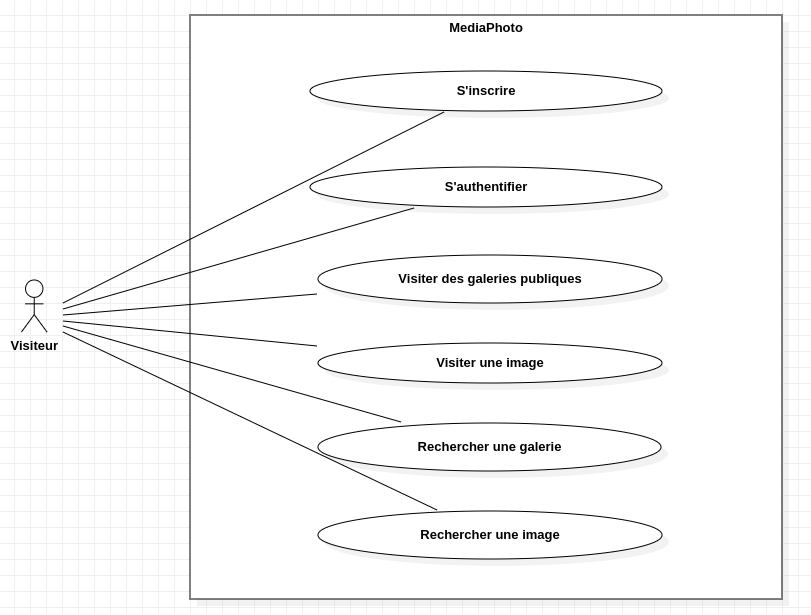 MediaPhoto
S'inscrire
S'authentifier
Visiter des galeries publiques
Visiteur
Visiter une image
Rechercher une galerie
Rechercher une image